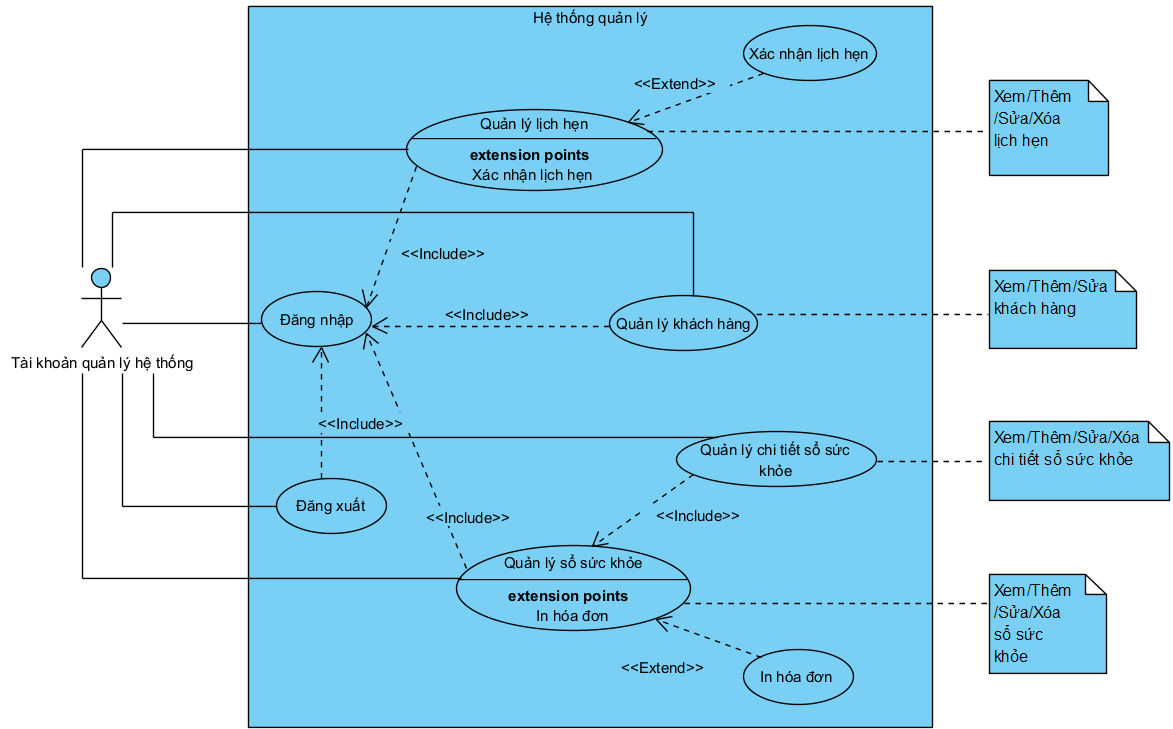 Hệ thống quản lý
Xác nhận lịch hẹn
<<Extend>>
Quản lý lịch hẹn
extension points
Xác nhận lịch hẹn
Xem/Thêm
/Sửa/Xóa
lịch hẹn
<<Include>>
Đăng nhập
<<Include>>
Quản lý khách hàng
Xem/Thêm/Sửa
khách hàng
Tài khoản quản lý hệ thống
<<Include>>
Quản lý chi tiết sổ sức
khỏe
Xem/Thêm/Sửa/Xóa
chi tiết sổ sức khỏe
Đăng xuất
<<Include>>
<<Include>>
Quản lý sổ sức khỏe
extension points
In hóa đơn
Xem/Thêm
/Sửa/Xóa
sổ sức
khỏe
<<Extend>>
In hóa đơn